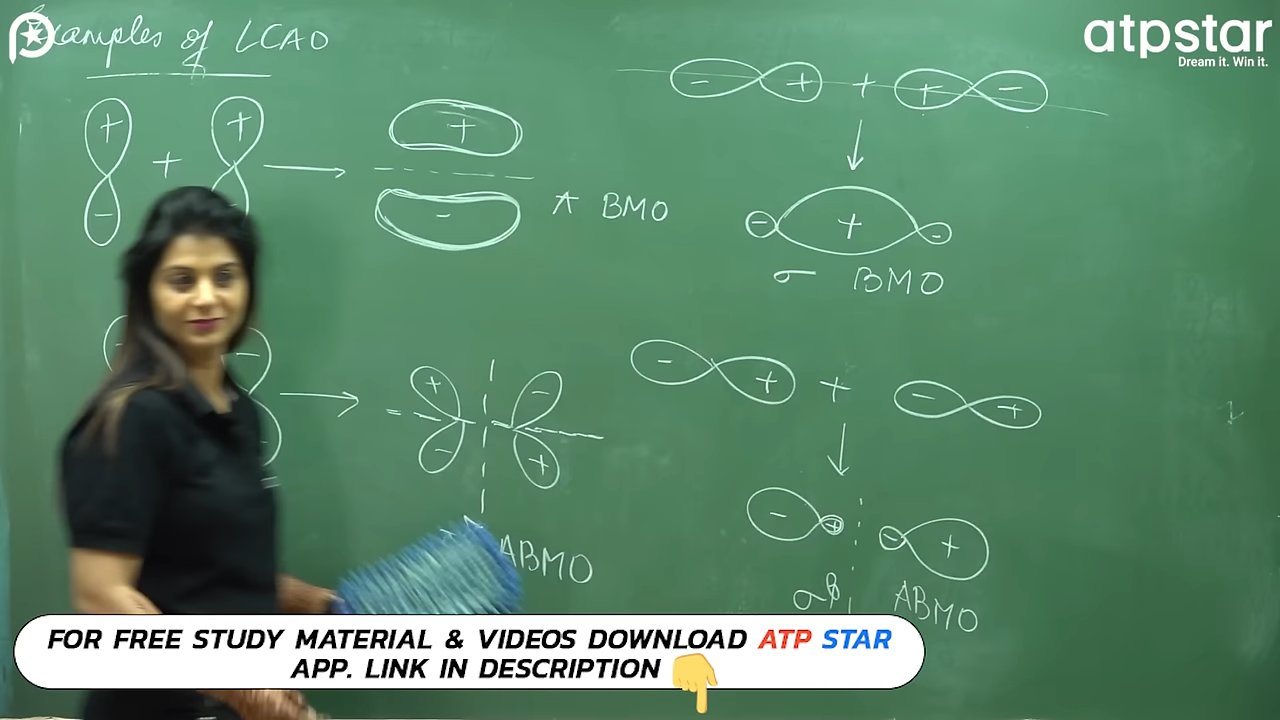 Examples of LCAO
atpstar
Dream it. Win it.
+ + +
- → + - π BMO
- + + + -
- + -
σ BMO
- → + - - +
- + + - +
ABMO
- + - +
σ* ABMO
FOR FREE STUDY MATERIAL & VIDEOS DOWNLOAD ATP STAR
APP. LINK IN DESCRIPTION